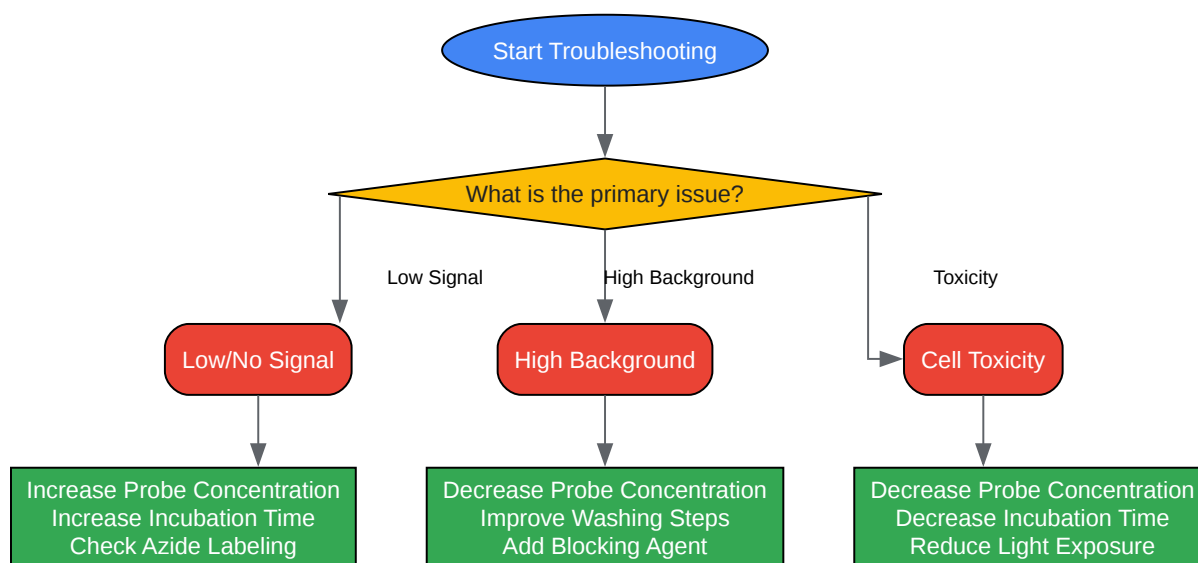 Start Troubleshooting
What is the primary issue?
Low Signal
High Background
Toxicity
Low/No Signal
High Background
Cell Toxicity
Increase Probe Concentration
Increase Incubation Time
Check Azide Labeling
Decrease Probe Concentration
Improve Washing Steps
Add Blocking Agent
Decrease Probe Concentration
Decrease Incubation Time
Reduce Light Exposure